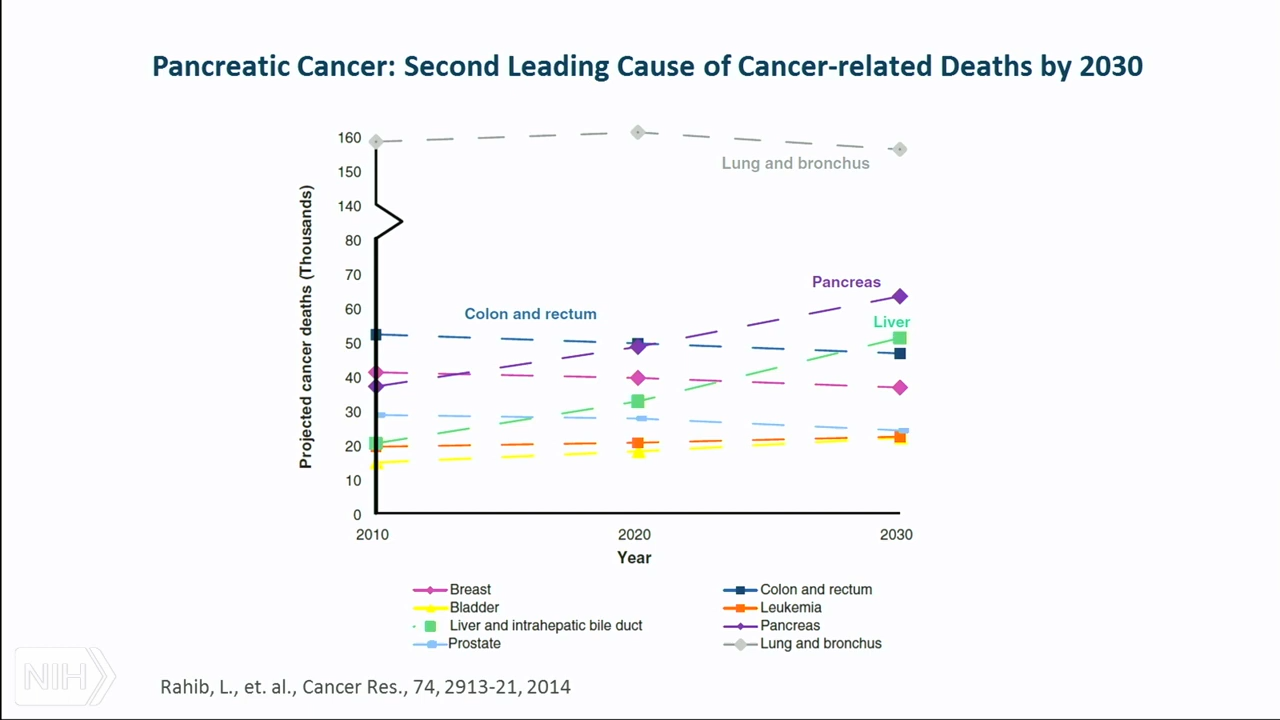 Pancreatic Cancer: Second Leading Cause of Cancer-related Deaths by 2030
160
150
140
80
70
60
50
40
30
20
10
0
Projected cancer deaths (Thousands)
Lung and bronchus
Pancreas
Colon and rectum
Liver
2010
2020
2030
Year
Breast
Colon and rectum
Bladder
Leukemia
Liver and intrahepatic bile duct
Pancreas
Prostate
Lung and bronchus
NIH
Rahib, L., et. al., Cancer Res., 74, 2913-21, 2014